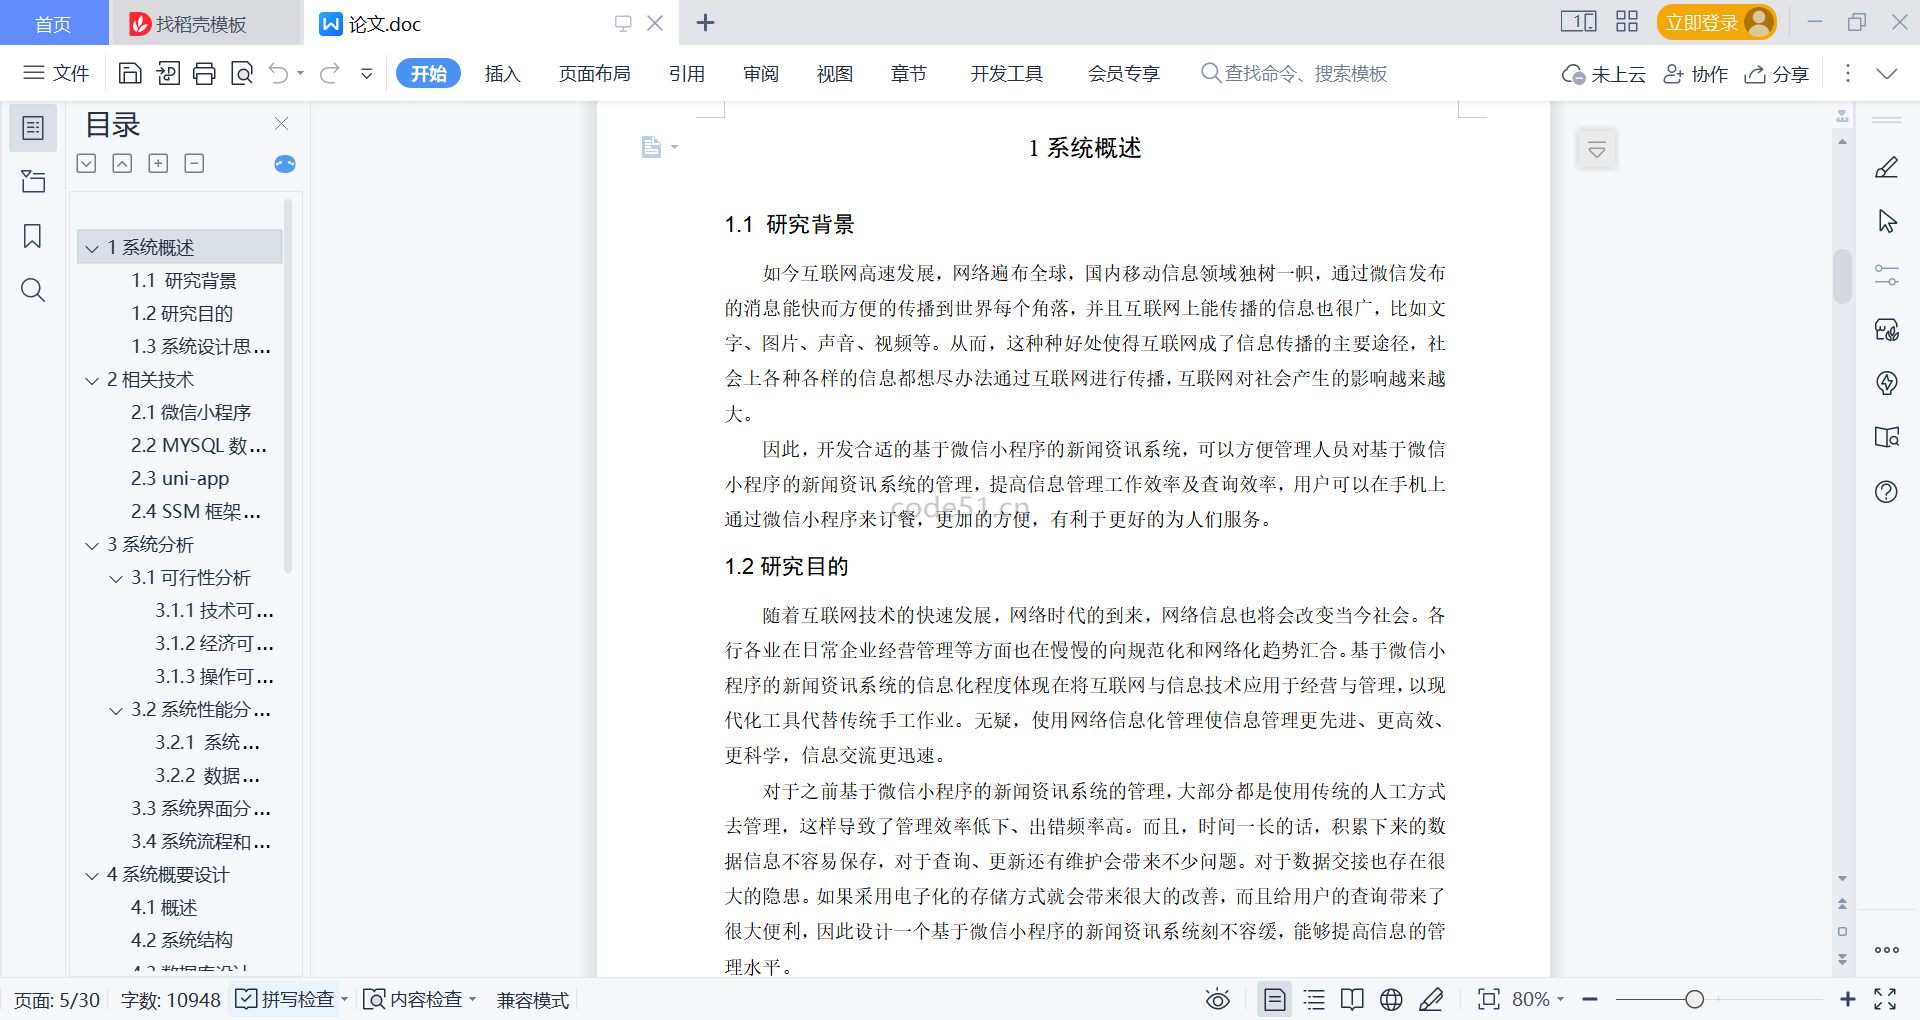 首页
找稻壳模板
论文.doc
立即登录
文件
开始
插入
页面布局
引用
审阅
视图
章节
开发工具
会员专享
查找命令、搜索模板
未上云
协作
分享
目录
1 系统概述
1.1 研究背景
1.2 研究目的
1.3 系统设计思...
2 相关技术
2.1 微信小程序
2.2 MYSQL 数...
2.3 uni-app
2.4 SSM 框架...
3 系统分析
3.1 可行性分析
3.1.1 技术可...
3.1.2 经济可...
3.1.3 操作可...
3.2 系统性能分...
3.2.1 系统...
3.2.2 数据...
3.3 系统界面分...
3.4 系统流程和...
4 系统概要设计
4.1 概述
4.2 系统结构
4.3 数据库设计
1 系统概述
1.1 研究背景
如今互联网高速发展，网络遍布全球，国内移动信息领域独树一帜，通过微信发布
的消息能快而方便的传播到世界每个角落，并且互联网上能传播的信息也很广，比如文
字、图片、声音、视频等。从而，这种种好处使得互联网成了信息传播的主要途径，社
会上各种各样的信息都想尽办法通过互联网进行传播，互联网对社会产生的影响越来越
大。
因此，开发合适的基于微信小程序的新闻资讯系统，可以方便管理人员对基于微信
小程序的新闻资讯系统的管理，提高信息管理工作效率及查询效率，用户可以在手机上
通过微信小程序来订餐，更加的方便，有利于更好的为人们服务。
code51.cn
1.2 研究目的
随着互联网技术的快速发展，网络时代的到来，网络信息也将会改变当今社会。各
行各业在日常企业经营管理等方面也在慢慢的向规范化和网络化趋势汇合。基于微信小
程序的新闻资讯系统的信息化程度体现在将互联网与信息技术应用于经营与管理，以现
代化工具代替传统手工作业。无疑，使用网络信息化管理使信息管理更先进、更高效、
更科学，信息交流更迅速。
对于之前基于微信小程序的新闻资讯系统的管理，大部分都是使用传统的人工方式
去管理，这样导致了管理效率低下、出错频率高。而且，时间一长的话，积累下来的数
据信息不容易保存，对于查询、更新还有维护会带来不少问题。对于数据交接也存在很
大的隐患。如果采用电子化的存储方式就会带来很大的改善，而且给用户的查询带来了
很大便利，因此设计一个基于微信小程序的新闻资讯系统刻不容缓，能够提高信息的管
理水平。
页面: 5/30
字数: 10948
拼写检查
内容检查
兼容模式
80%